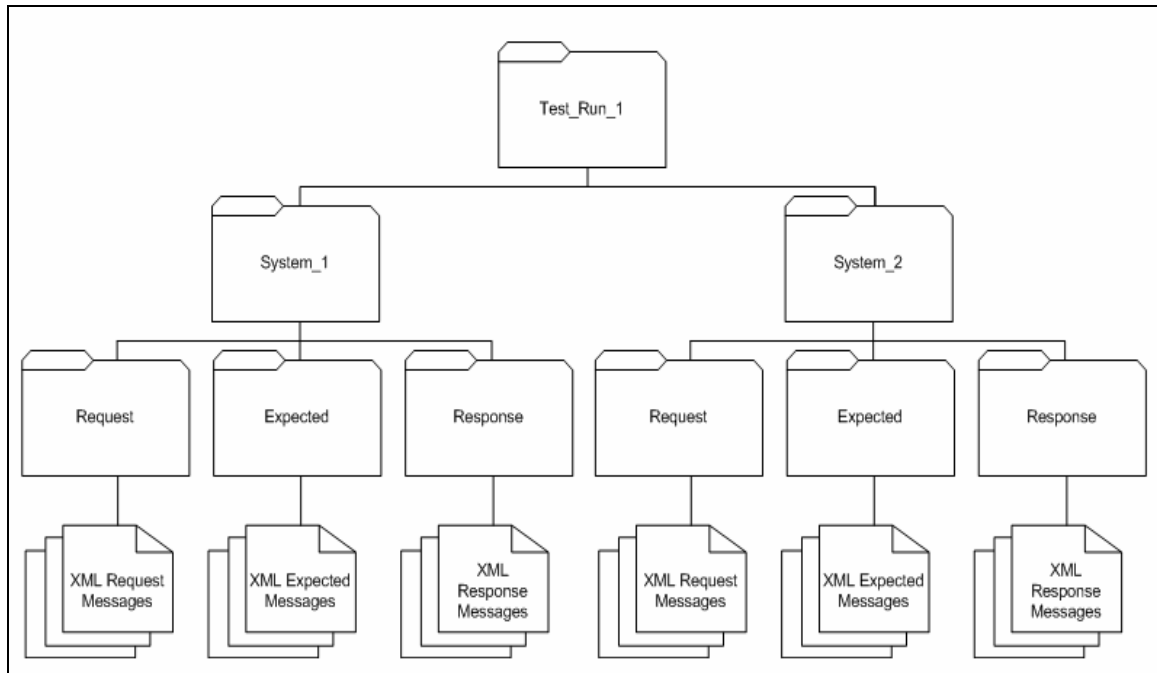 Test_Run_1
System_1
System_2
Request
Expected
Response
Request
Expected
Response
XML Request
Messages
XML Expected
Messages
XML
Response
Messages
XML Request
Messages
XML Expected
Messages
XML
Response
Messages